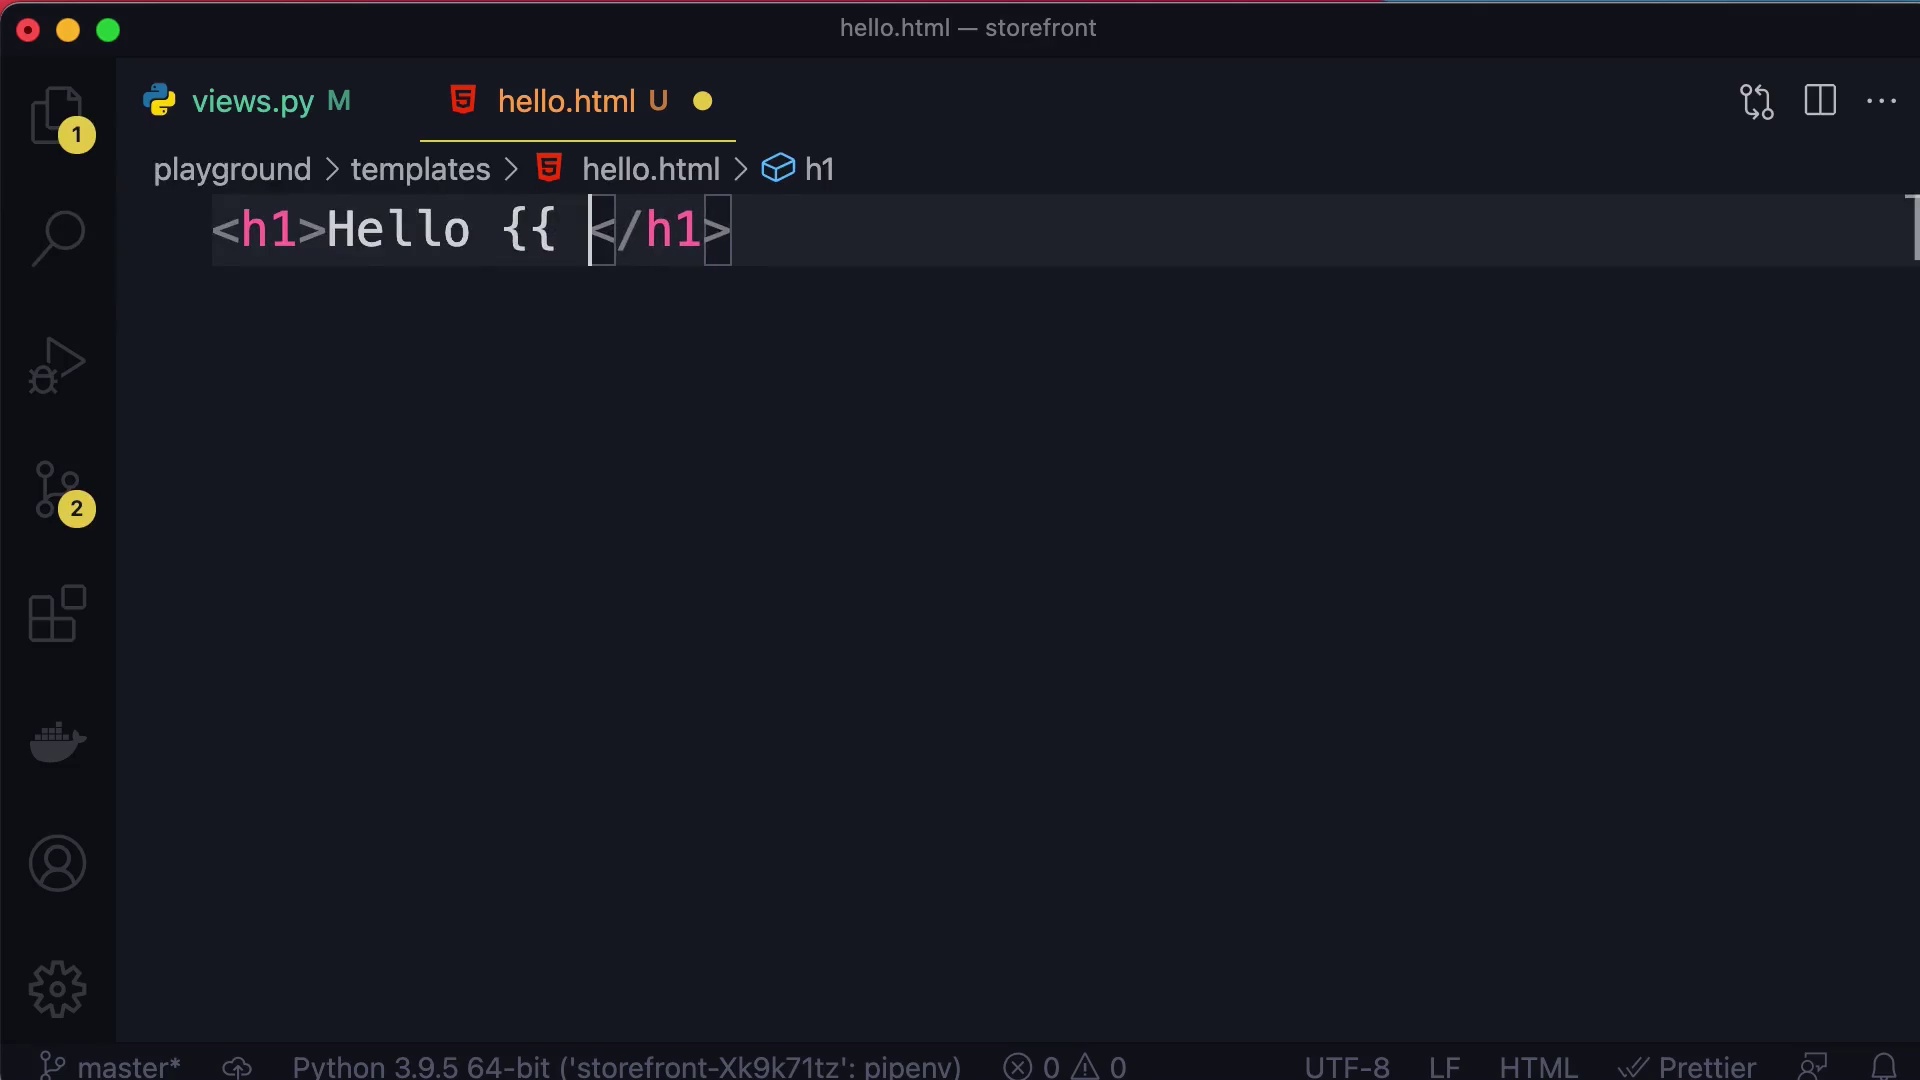 hello.html — storefront
views.py M hello.html U
playground > templates > hello.html > h1
<h1>Hello {{ </h1>
1
2
master* Python 3.9.5 64-bit ('storefront-Xk9k71tz': pipenv) 0 0 UTF-8 LF HTML Prettier